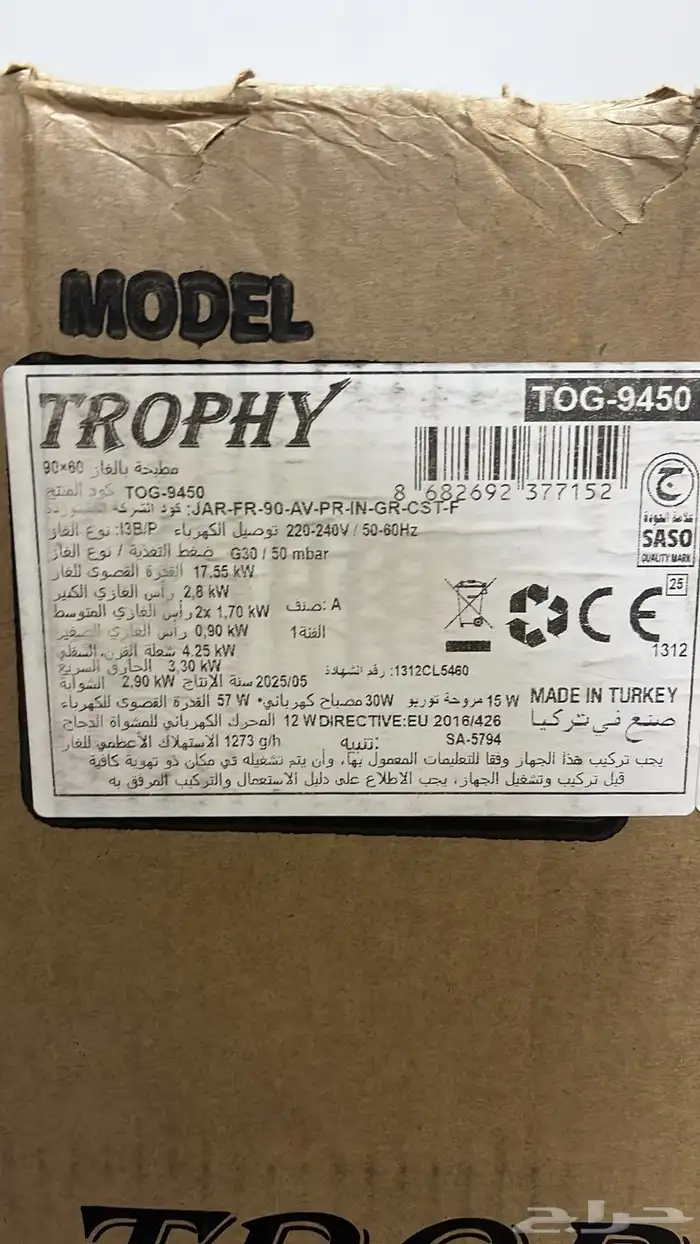 MODEL
TROPHY
TOG-9450
مطبخة بالغاز 60×90
8 682692 377152
كود المنتج TOG-9450
كود الشركة JAR-FR-90-AV-PR-IN-GR-CST-F:
نوع الغاز :I3B/P توصيل الكهرباء 220-240V / 50-60Hz
ضغط التغذية / نوع الغاز G30 / 50 mbar
القدرة القصوى للغاز 17.55 kW
رأس الغازي الكبير 2,8 kW
رأس الغازي المتوسط 2x 1,70 kW
صنف :A
رأس الغازي الصغير 0,90 kW
الفئة1
شعلة الفرن السفلي 4.25 kW
الحارق السريع 3,30 kW
رقم الشهادة :1312CL5460
الشواية 2.90 kW سنة الإنتاج 2025/05
القدرة القصوى للكهرباء 57 W مصباح كهربائي• 30W مروحة توربو 15 W
المحرك الكهربائي للمشواة الدجاج 12 W DIRECTIVE:EU 2016/426
الاستهلاك الأعظمي للغاز 1273 g/h تنبيه: SA-5794
يجب تركيب هذا الجهاز وفقا للتعليمات المعمول بها، وأن يتم تشغيله في مكان ذو تهوية كافية
قبل تركيب وتشغيل الجهاز، يجب الاطلاع على دليل الاستعمال والتركيب المرفق به
علامة الجودة
SASO
QUALITY MARK
25
CE
1312
MADE IN TURKEY
صنع في تركيا
حراج